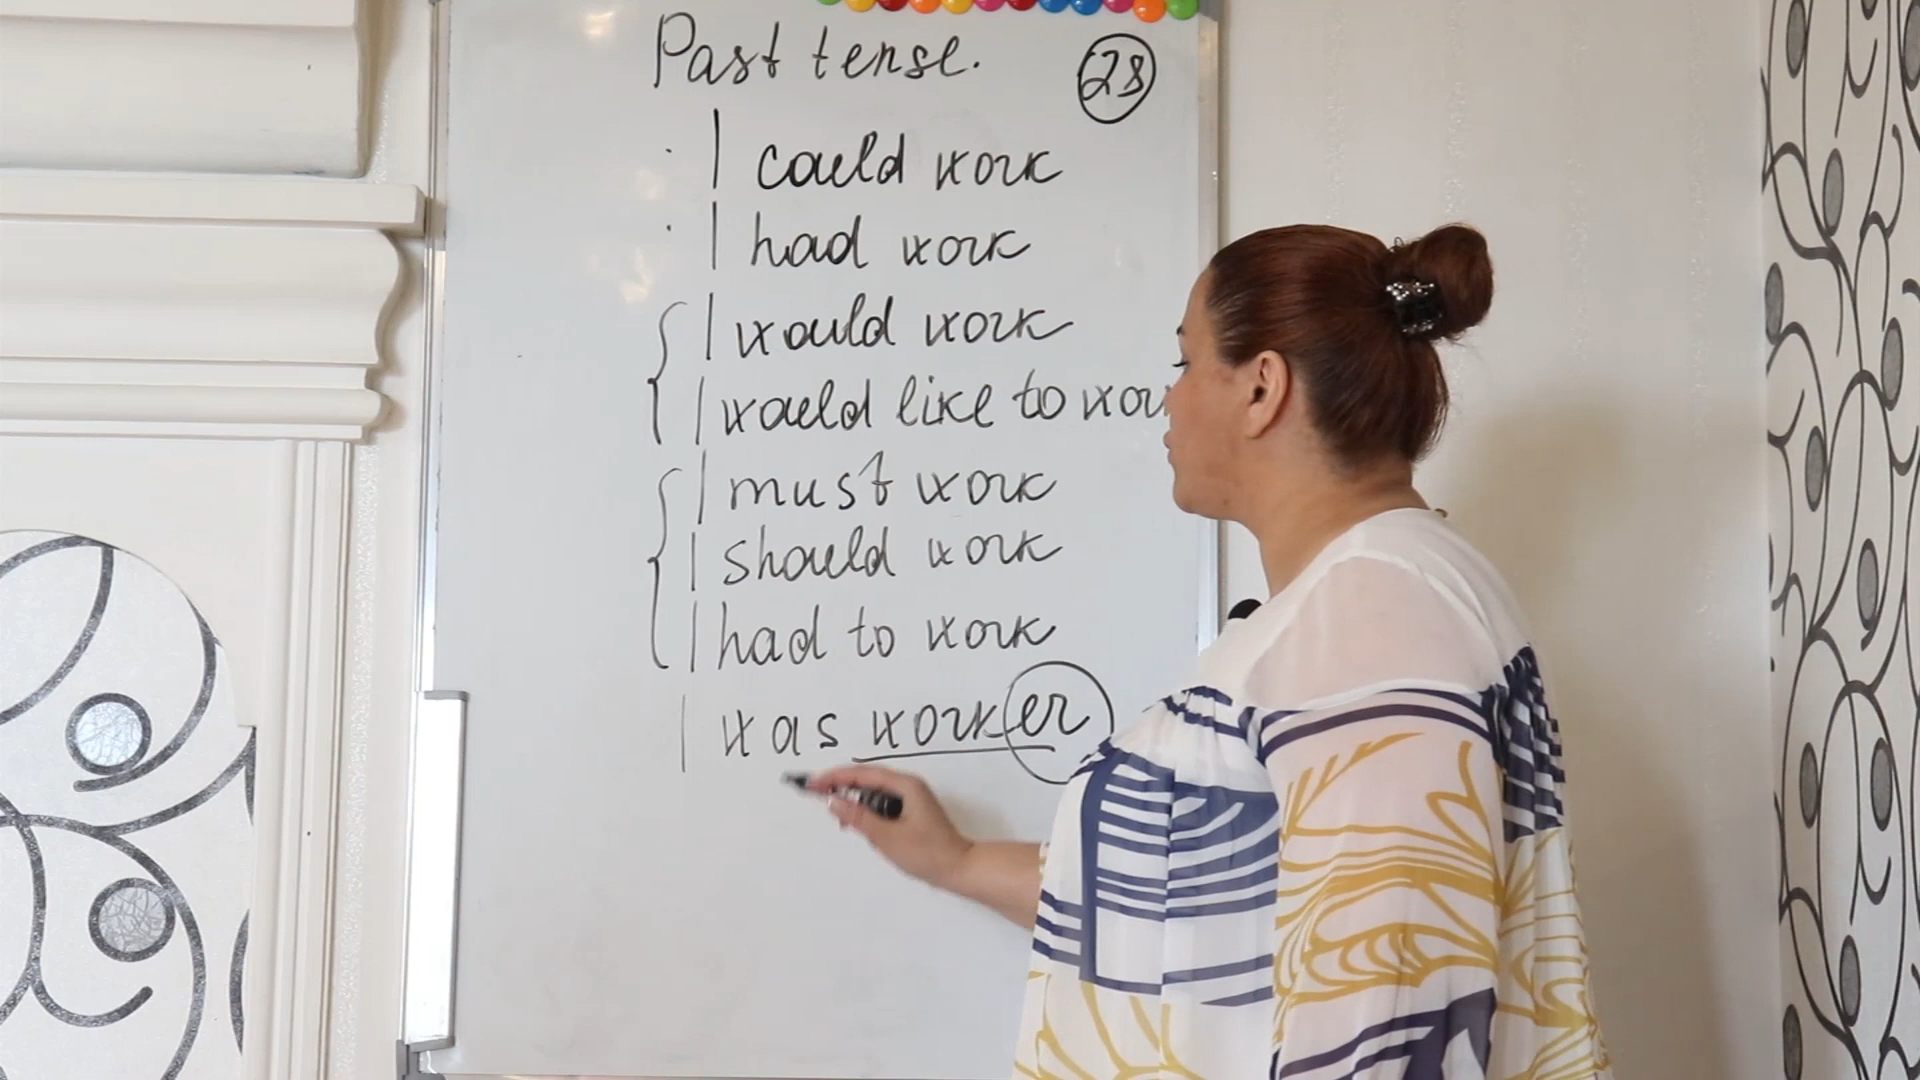 Past tense. 28
I could work
I had work
I would work
I would like to
I must work
I should work
I had to work
I was worker